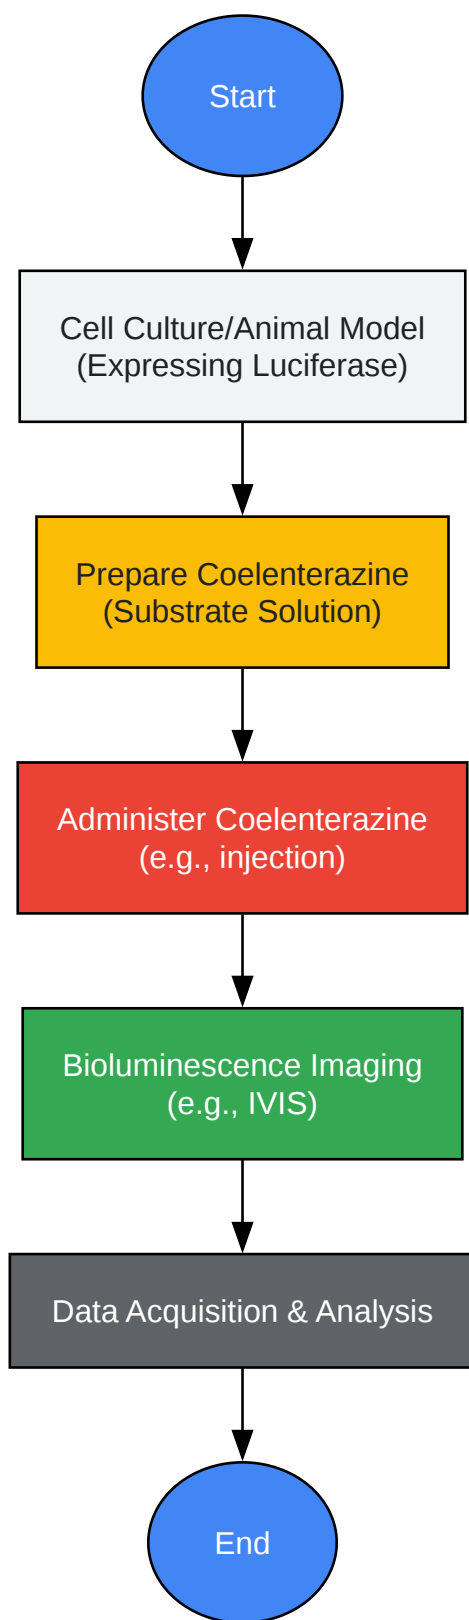 Start
Cell Culture/Animal Model
(Expressing Luciferase)
Prepare Coelenterazine
(Substrate Solution)
Administer Coelenterazine
(e.g., injection)
Bioluminescence Imaging
(e.g., IVIS)
Data Acquisition & Analysis
End